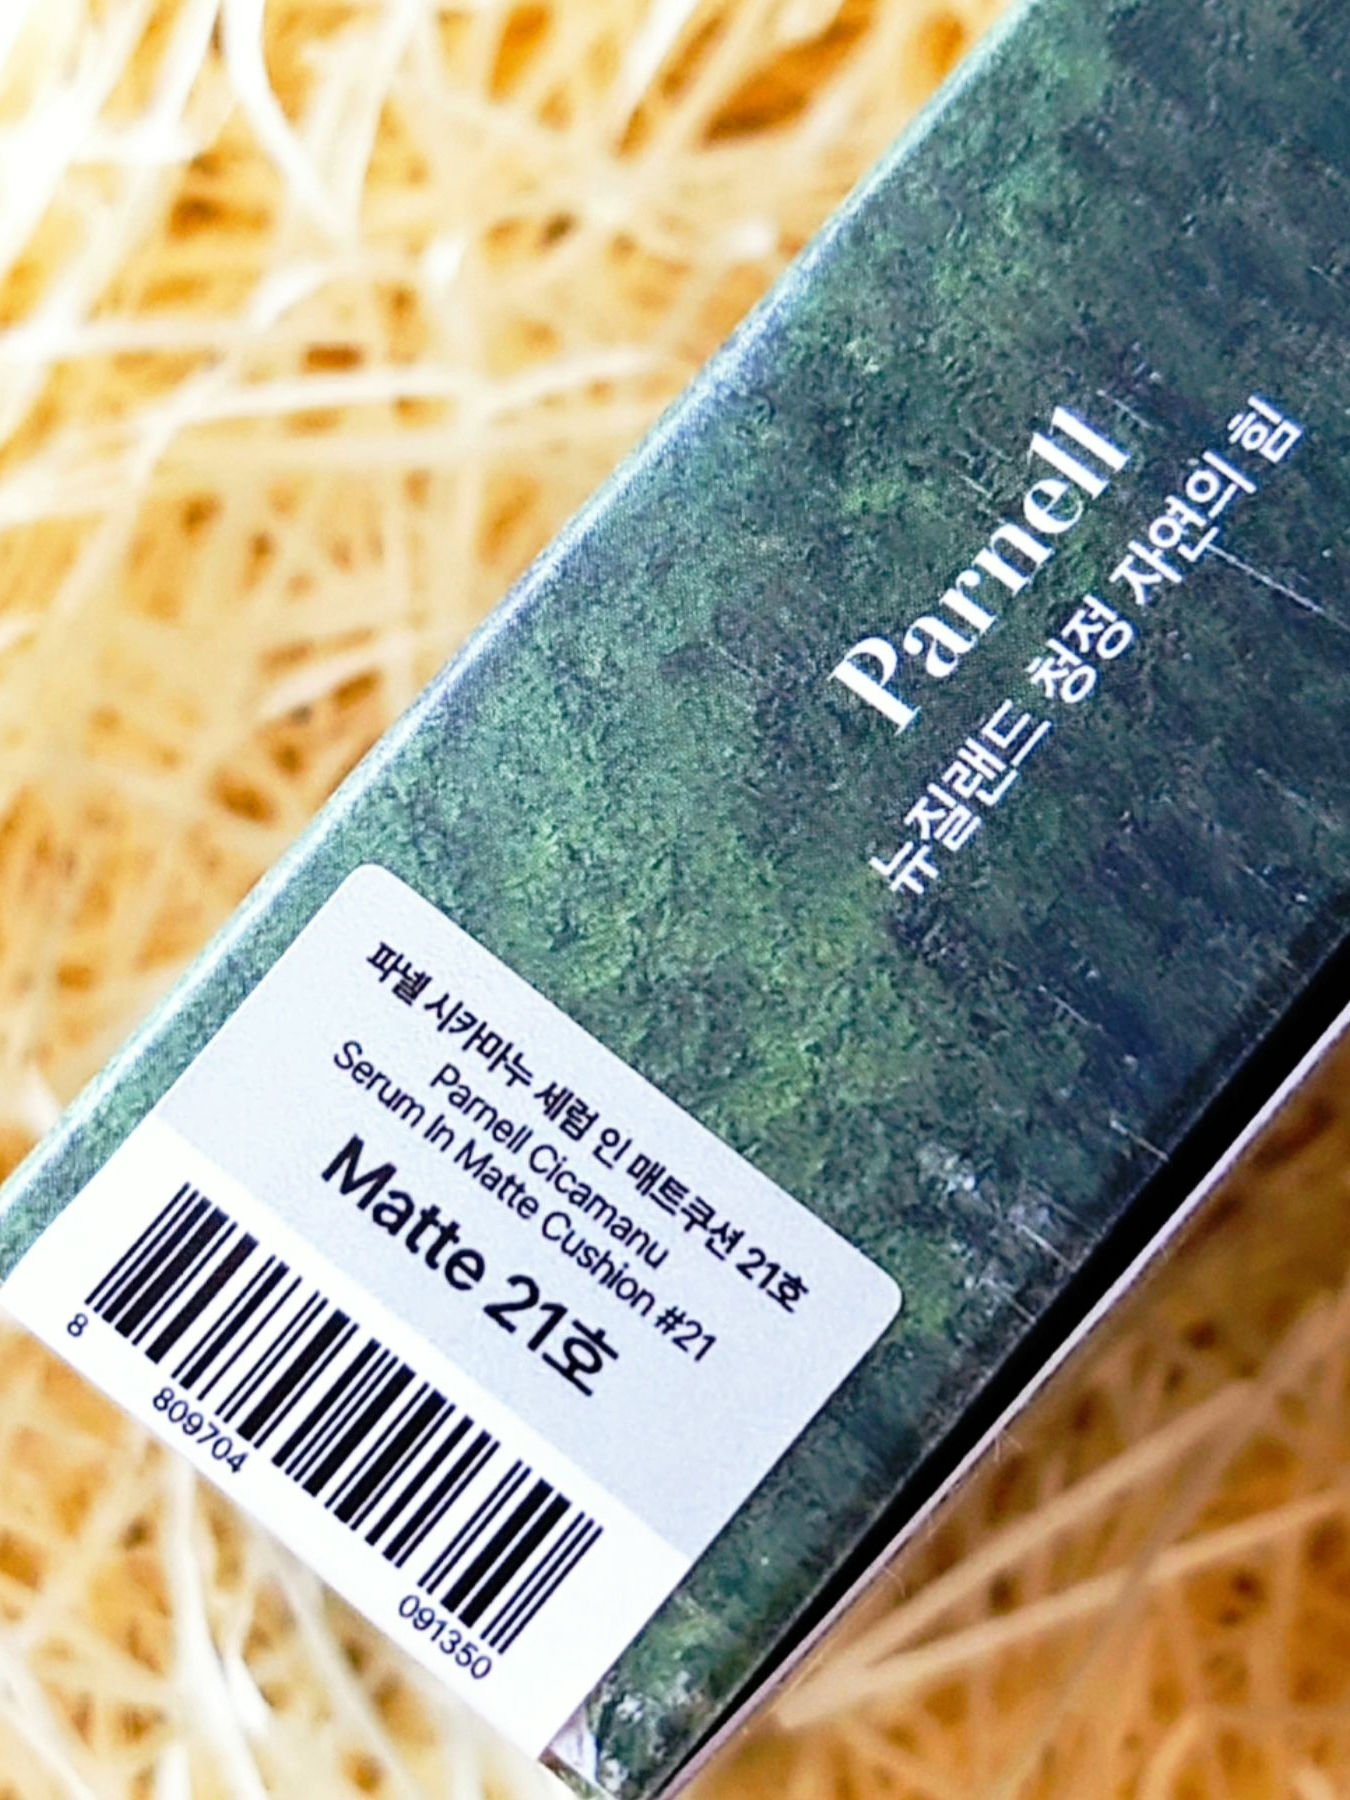 Parnell
뉴질랜드 청정 자연의 힘
파넬 시카마누 세럼 인 매트쿠션 21호
Parnell Cicamanu
Serum In Matte Cushion #21
Matte 21호
8 809704 091350